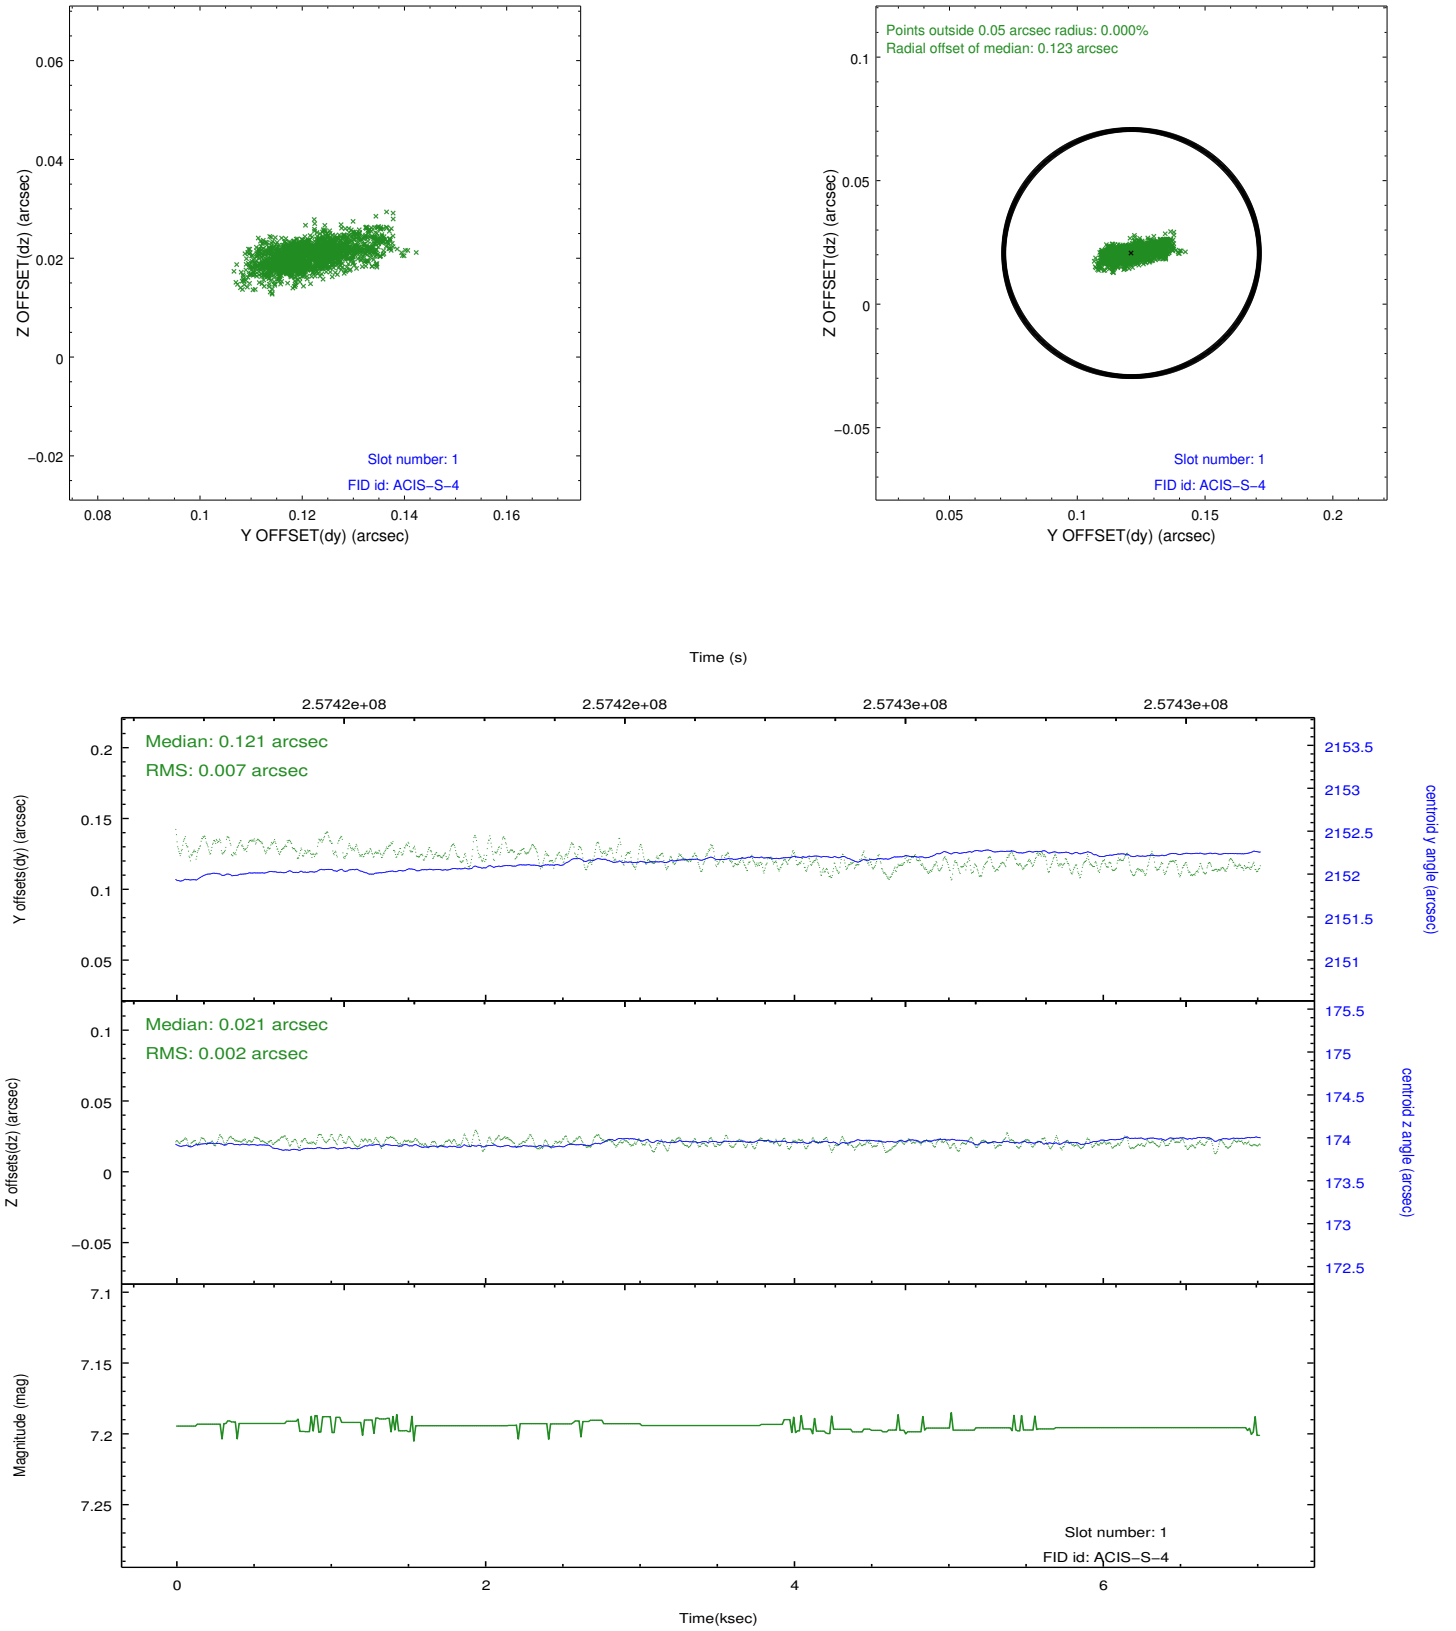 0.06
0.04
0.02
0
−0.02
Z OFFSET(dz) (arcsec)
Slot number: 1
FID id: ACIS−S−4
0.08
0.1
0.12
0.14
0.16
Y OFFSET(dy) (arcsec)
Points outside 0.05 arcsec radius: 0.000%
Radial offset of median: 0.123 arcsec
0.1
0.05
0
−0.05
Z OFFSET(dz) (arcsec)
Slot number: 1
FID id: ACIS−S−4
0.05
0.1
0.15
0.2
Y OFFSET(dy) (arcsec)
Time (s)
2.5742e+08
2.5742e+08
2.5743e+08
2.5743e+08
Median: 0.121 arcsec
RMS: 0.007 arcsec
0.2
0.15
0.1
0.05
Y offsets(dy) (arcsec)
2153.5
2153
2152.5
2152
2151.5
2151
centroid y angle (arcsec)
Median: 0.021 arcsec
RMS: 0.002 arcsec
0.1
0.05
0
−0.05
Z offsets(dz) (arcsec)
175.5
175
174.5
174
173.5
173
172.5
centroid z angle (arcsec)
7.1
7.15
7.2
7.25
Magnitude (mag)
Slot number: 1
FID id: ACIS−S−4
0
2
4
6
Time(ksec)